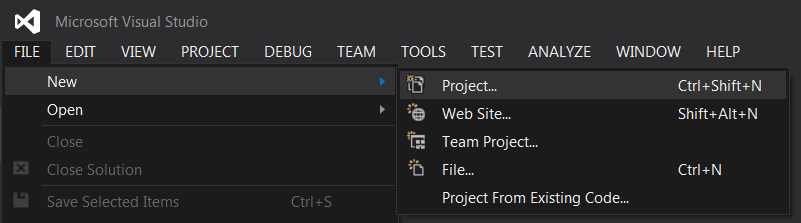 Microsoft Visual Studio
FILE EDIT VIEW PROJECT DEBUG TEAM TOOLS TEST ANALYZE WINDOW HELP
New
Open
Close
Close Solution
Save Selected Items Ctrl+S
Project... Ctrl+Shift+N
Web Site... Shift+Alt+N
Team Project...
File... Ctrl+N
Project From Existing Code...